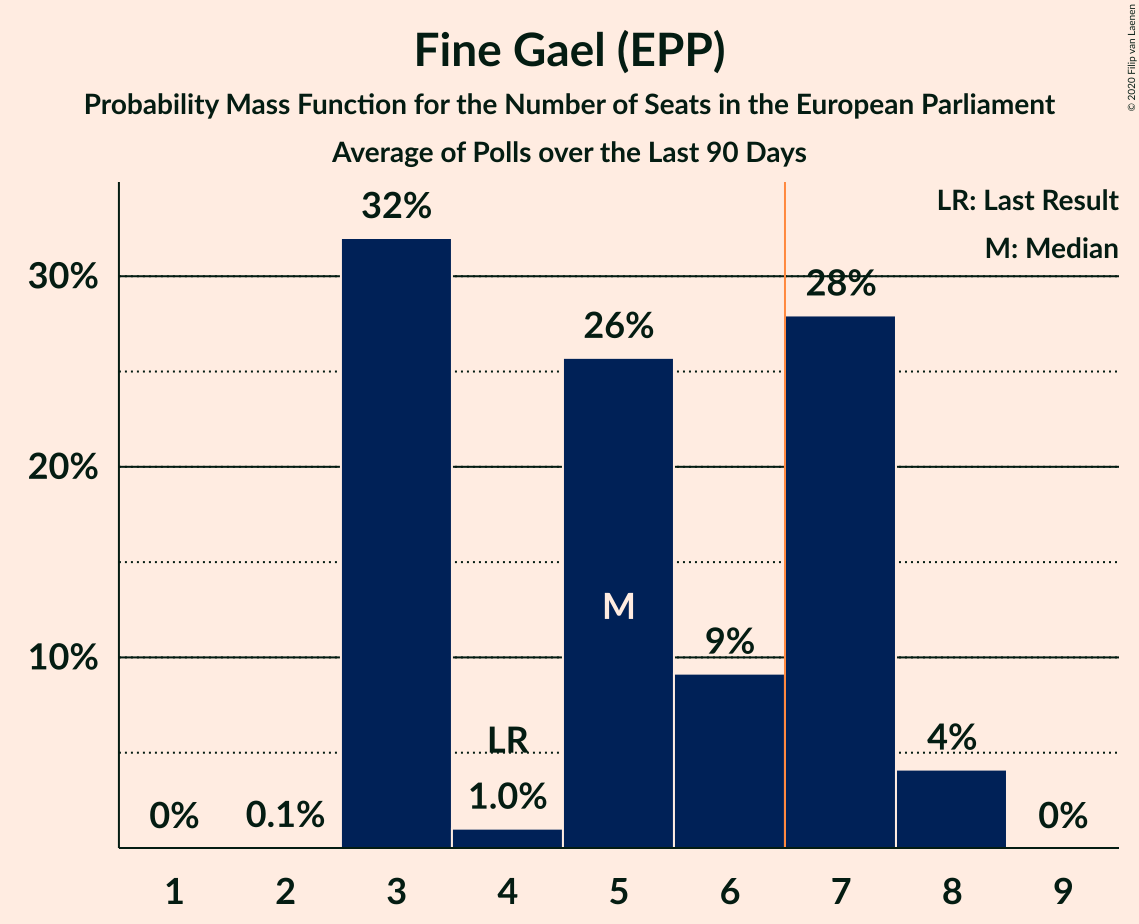 Fine Gael (EPP)
Probability Mass Function for the Number of Seats in the European Parliament
Average of Polls over the Last 90 Days
© 2020 Filip van Laenen
LR: Last Result
M: Median
30%
20%
10%
0%
0.1%
32%
LR
1.0%
26%
M
9%
28%
4%
0%
1 2 3 4 5 6 7 8 9